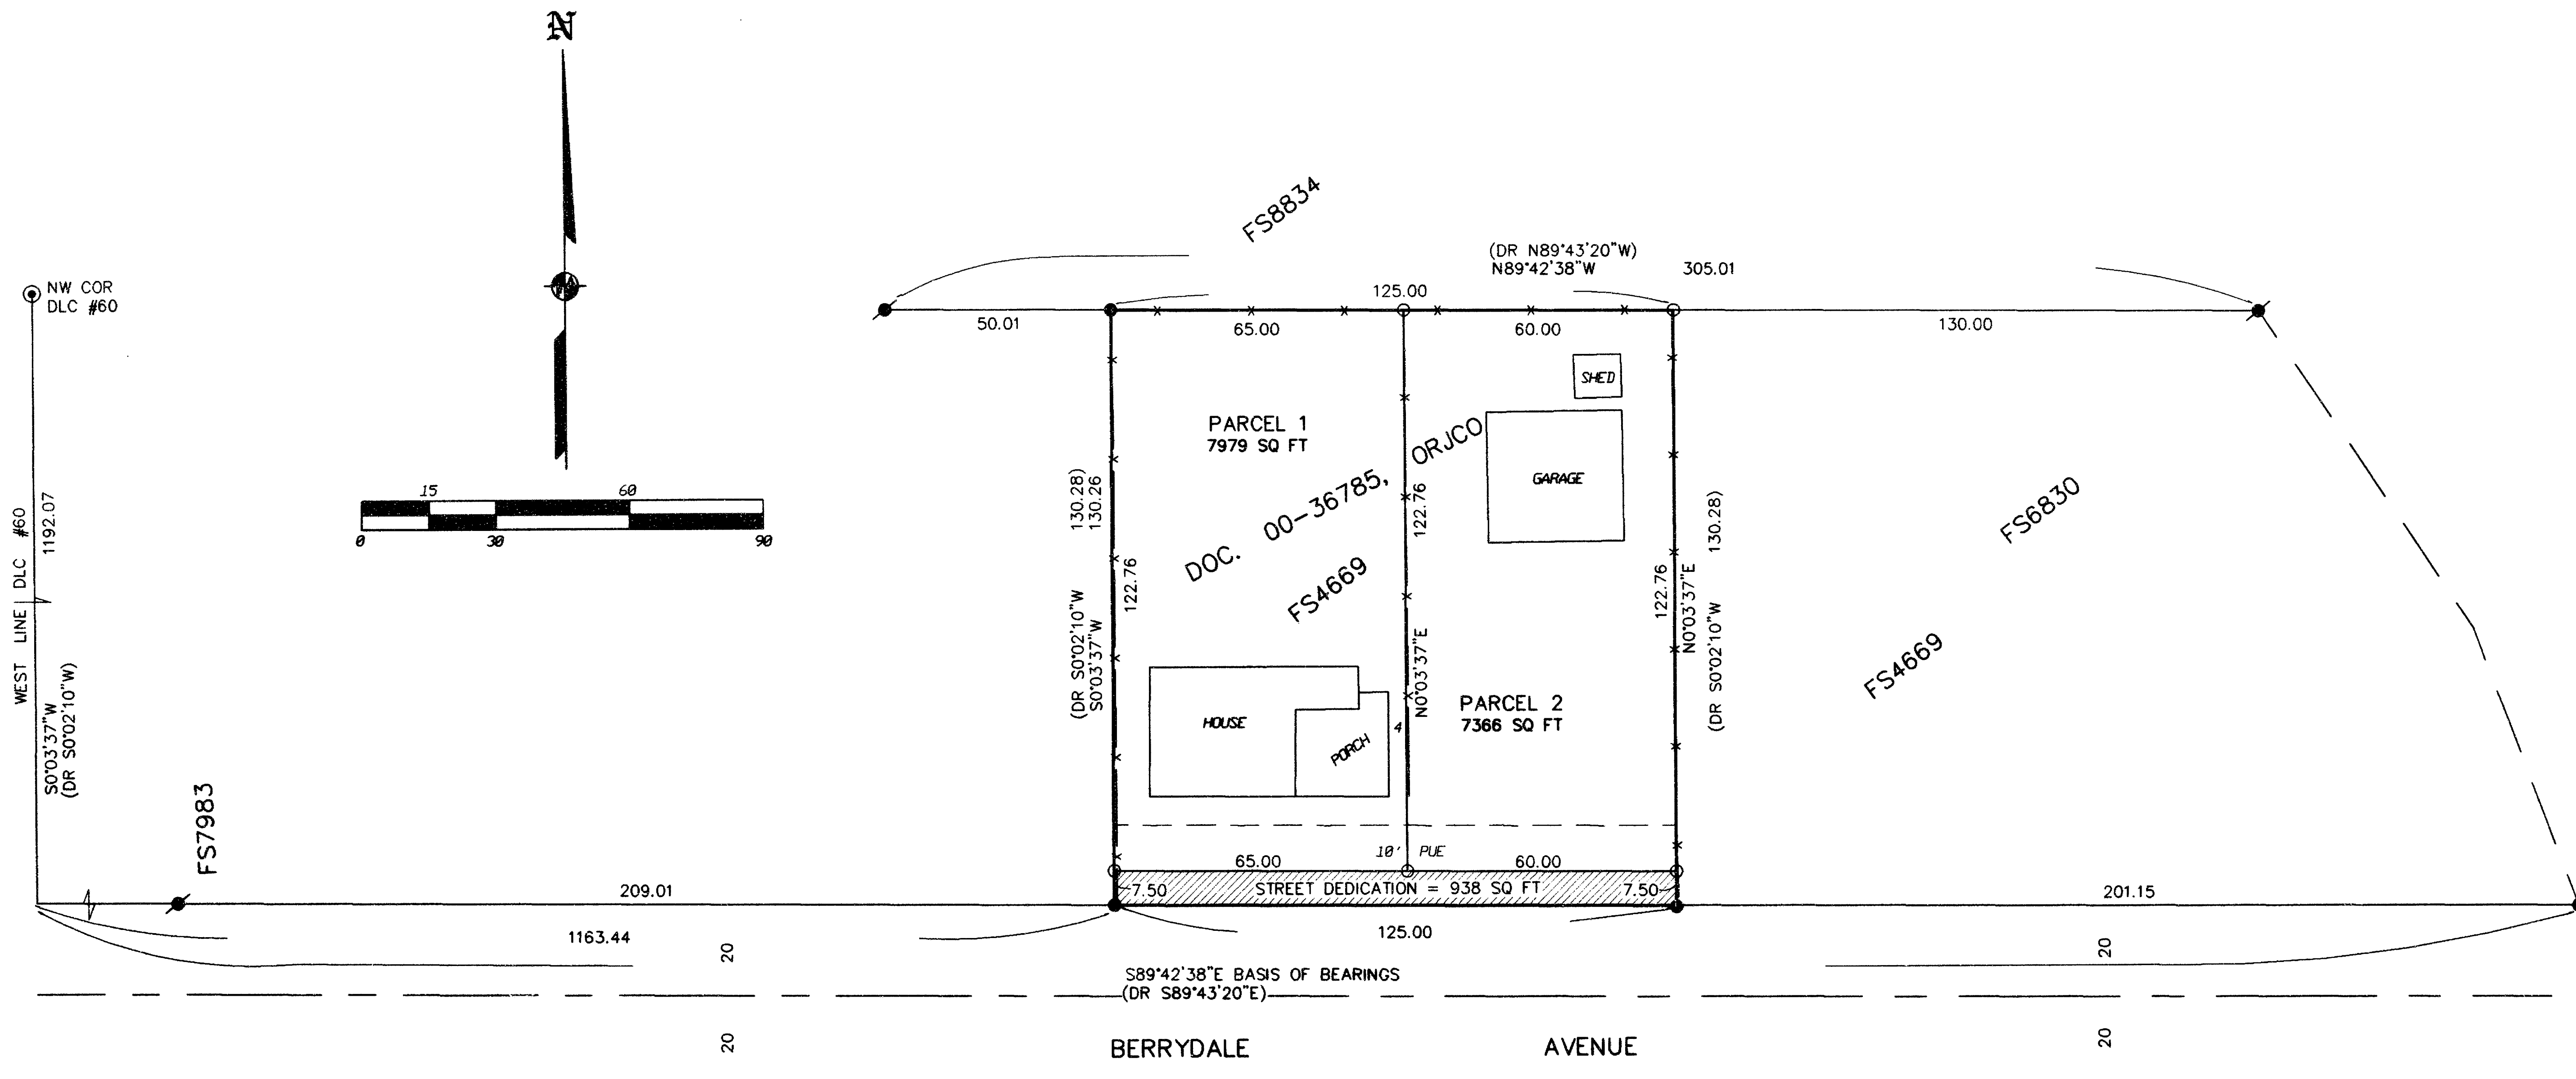 N
FS8834
(DR N89°43'20"W)
N89°42'38"W
305.01
NW COR
DLC #60
125.00
50.01
65.00
60.00
130.00
SHED
PARCEL 1
7979 SQ FT
DOC. 00-36785, ORJCO
GARAGE
15
60
0
30
90
WEST LINE DLC #60
1192.07
S0°03'37"W
(DR S0°02'10"W)
130.28)
130.26
(DR S0°02'10"W
S0°03'37"W
122.76
122.76
N0°03'37"E
FS4669
122.76
N0°03'37"E
130.28)
(DR S0°02'10"W
FS6830
FS4669
HOUSE
PORCH
4
PARCEL 2
7366 SQ FT
FS7983
10' PUE
65.00
60.00
209.01
7.50
STREET DEDICATION = 938 SQ FT
7.50
201.15
1163.44
125.00
20
20
S89°42'38"E BASIS OF BEARINGS
(DR S89°43'20"E)
20
20
BERRYDALE AVENUE